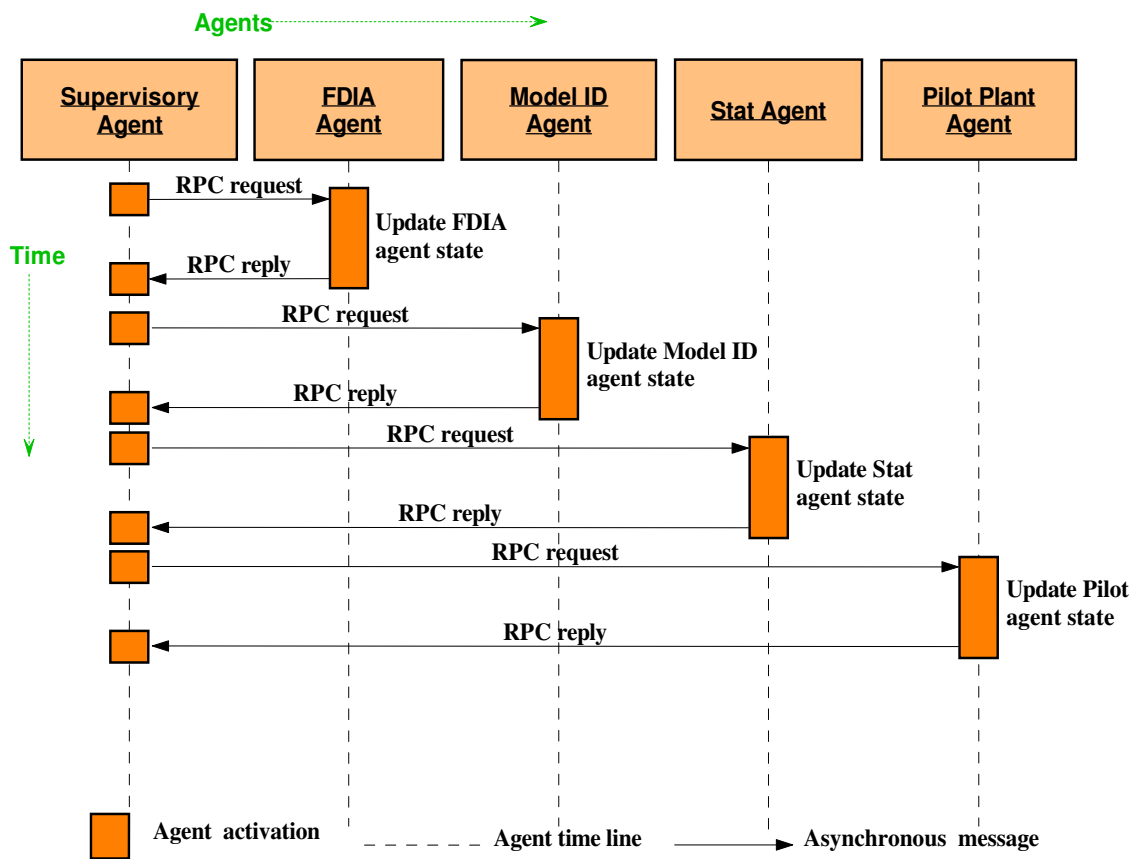 Agents
Supervisory
Agent
FDIA
Agent
Model ID
Agent
Stat Agent
Pilot Plant
Agent
Time
RPC request
Update FDIA
agent state
RPC reply
RPC request
Update Model ID
agent state
RPC reply
RPC request
Update Stat
agent state
RPC reply
RPC request
Update Pilot
agent state
RPC reply
Agent activation
Agent time line
Asynchronous message